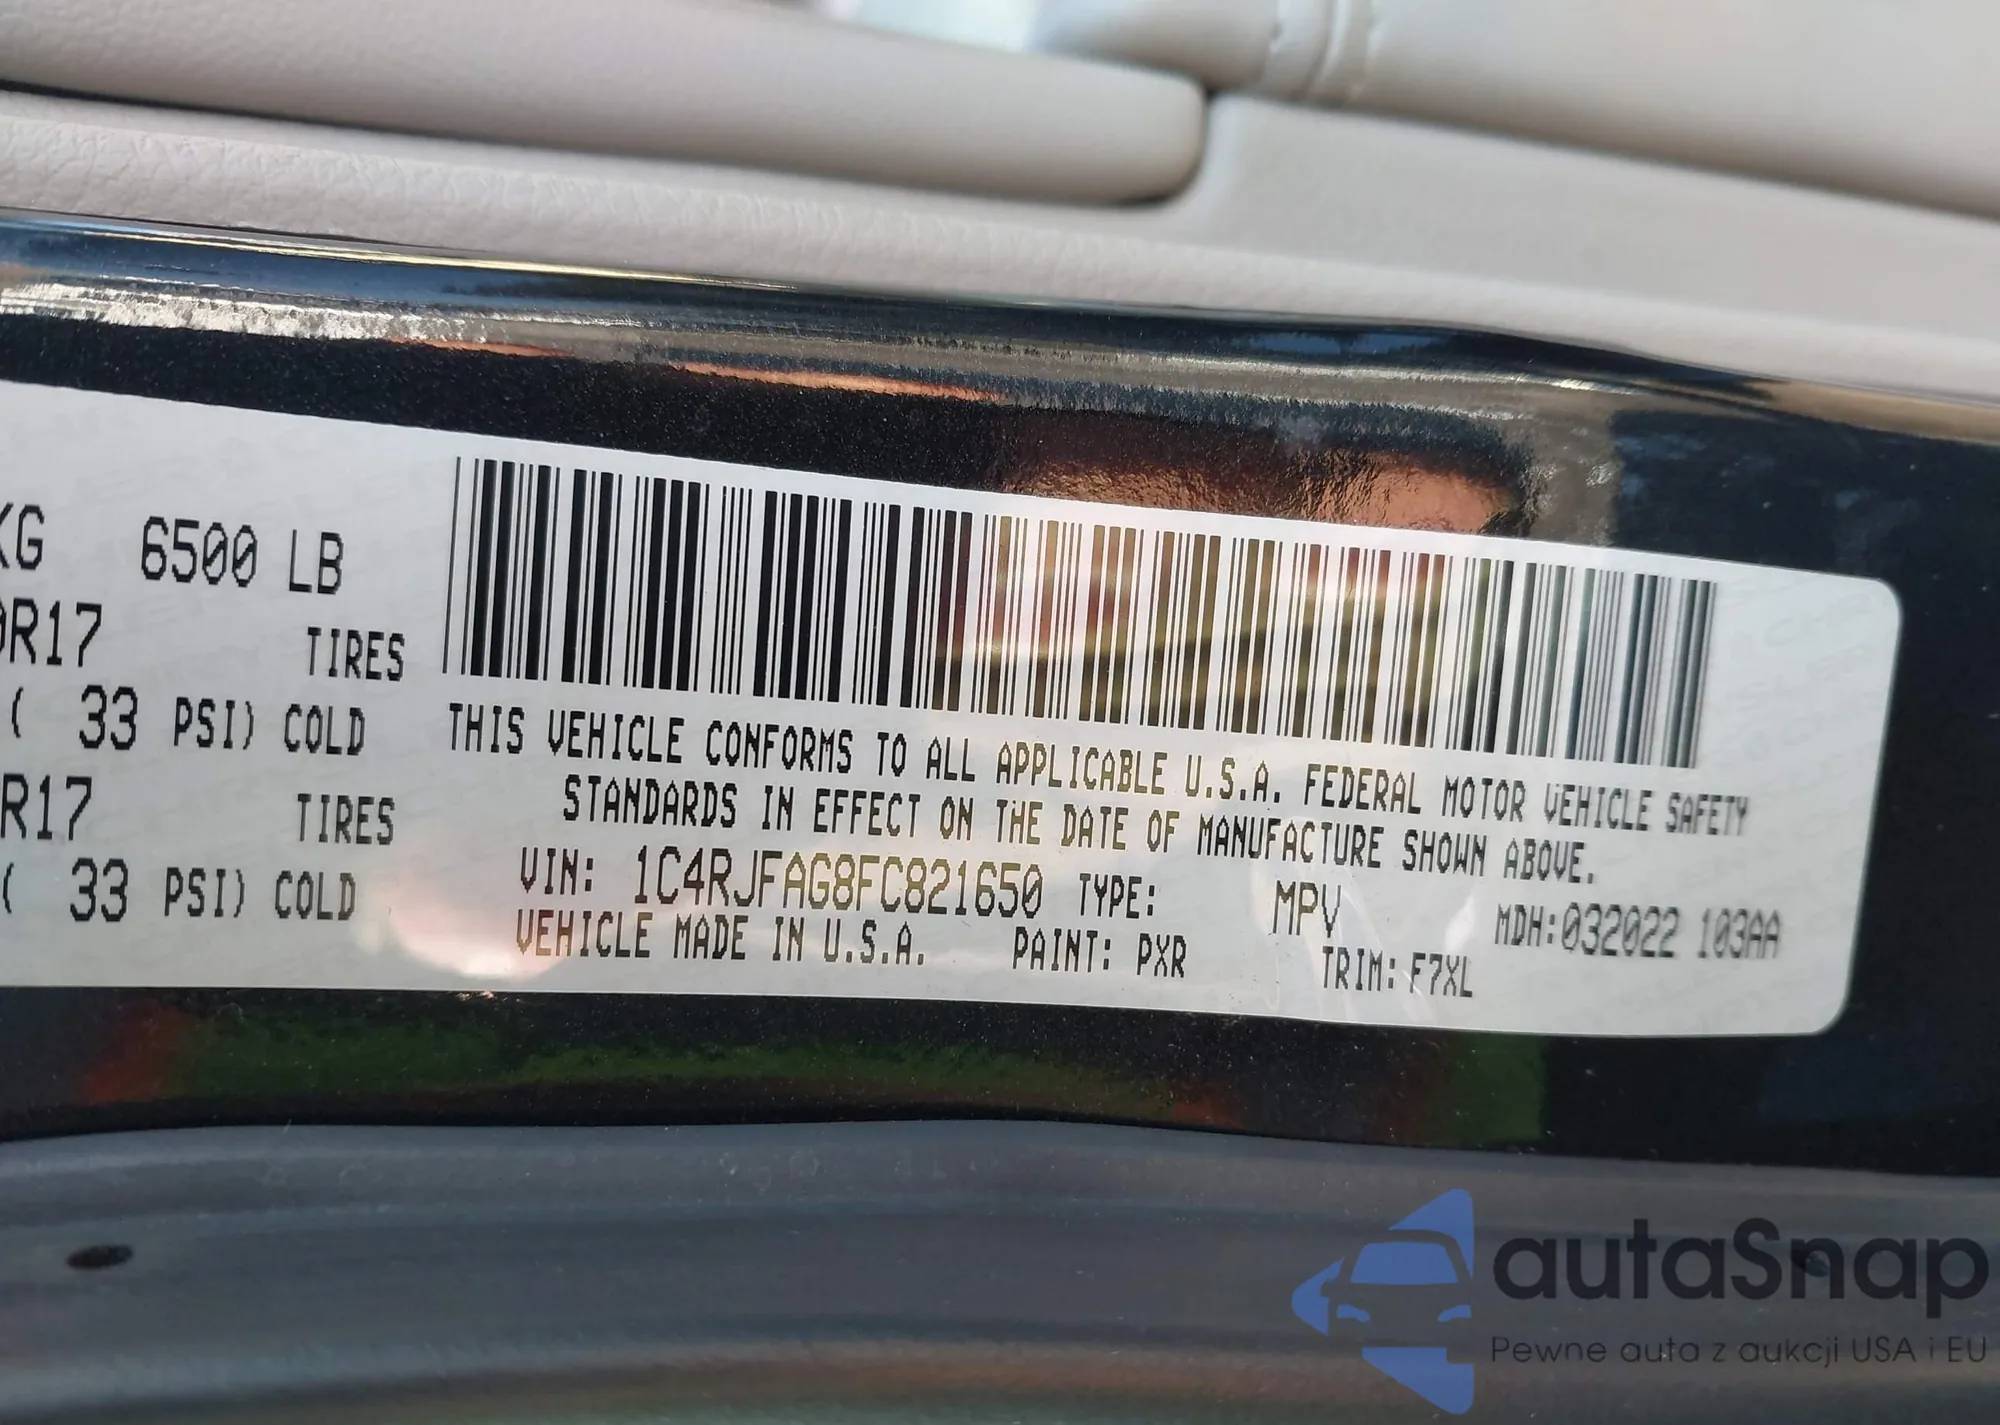 KG 6500 LB
0R17 TIRES
( 33 PSI) COLD
R17 TIRES
( 33 PSI) COLD
THIS VEHICLE CONFORMS TO ALL APPLICABLE U.S.A. FEDERAL MOTOR VEHICLE SAFETY
STANDARDS IN EFFECT ON THE DATE OF MANUFACTURE SHOWN ABOVE.
VIN: 1C4RJFAG8FC821650 TYPE: MPV MDH:032022 103AA
VEHICLE MADE IN U.S.A. PAINT: PXR TRIM: F7XL
autaSnap
Pewne auta z aukcji USA i EU